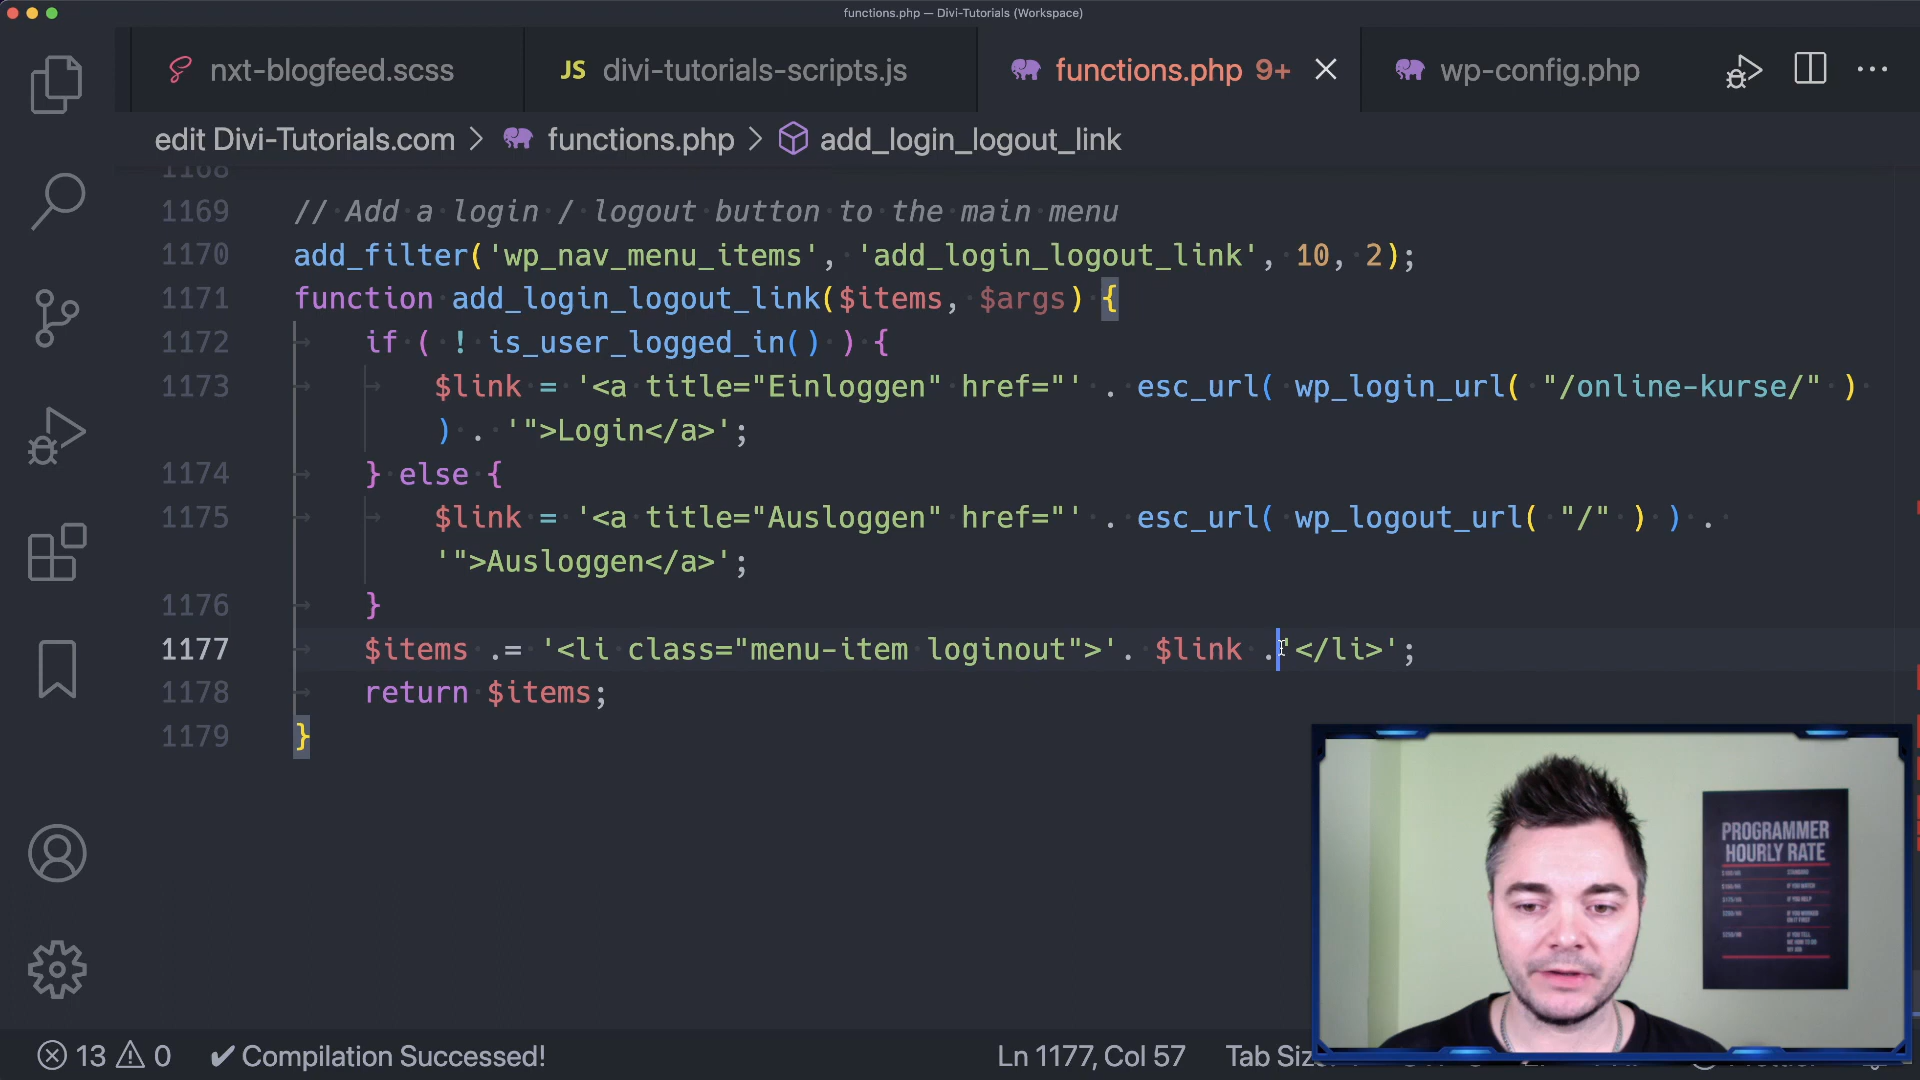 functions.php — Divi-Tutorials (Workspace)
nxt-blogfeed.scss
JS divi-tutorials-scripts.js
functions.php 9+
wp-config.php
edit Divi-Tutorials.com > functions.php > add_login_logout_link
1168
1169 // Add a login / logout button to the main menu
1170 add_filter('wp_nav_menu_items', 'add_login_logout_link', 10, 2);
1171 function add_login_logout_link($items, $args) {
1172 if ( ! is_user_logged_in() ) {
1173 $link = '<a title="Einloggen" href="' . esc_url( wp_login_url( "/online-kurse/" )
) . '">Login</a>';
1174 } else {
1175 $link = '<a title="Ausloggen" href="' . esc_url( wp_logout_url( "/" ) ) .
'">Ausloggen</a>';
1176 }
1177 $items .= '<li class="menu-item loginout">'. $link .'</li>';
1178 return $items;
1179 }
PROGRAMMER
HOURLY RATE
13 0 ✔ Compilation Successed! Ln 1177, Col 57 Tab